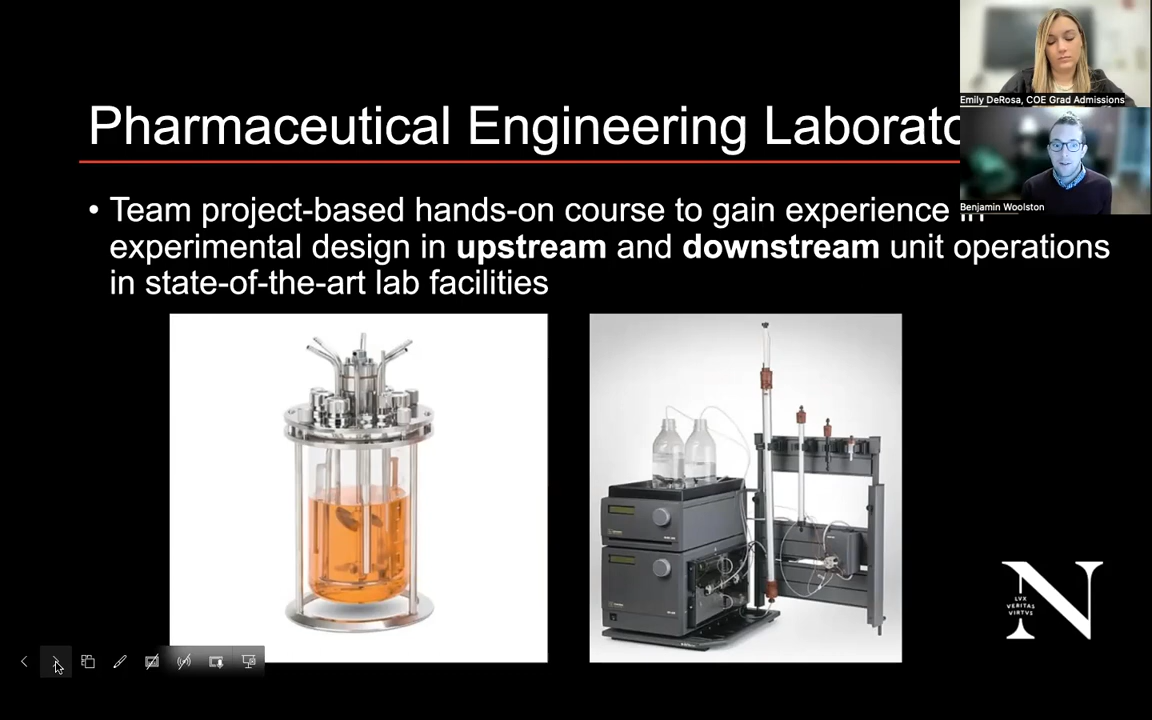 Emily DeRosa, COE Grad Admissions
Pharmaceutical Engineering Laborato
Benjamin Woolston
• Team project-based hands-on course to gain experience in
experimental design in upstream and downstream unit operations
in state-of-the-art lab facilities
N
LVX
VERITAS
VIRTVS